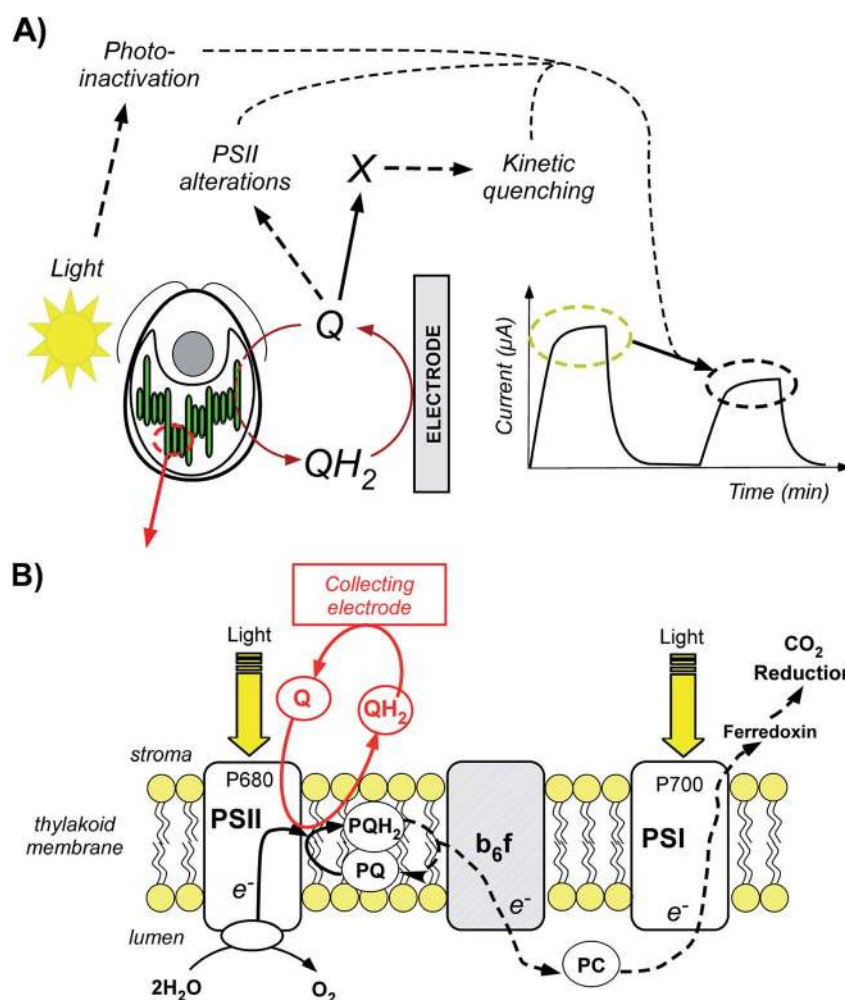 A)
Photo-
inactivation
PSII
alterations
X
Kinetic
quenching
Light
Q
QH2
ELECTRODE
Current (µA)
Time (min)
B)
Collecting
electrode
Light
Light
CO2
Reduction
Q
QH2
Ferredoxin
stroma
P680
P700
PSII
PQH2
b6f
PSI
thylakoid
membrane
PQ
e-
e-
e-
lumen
PC
2H2O
O2